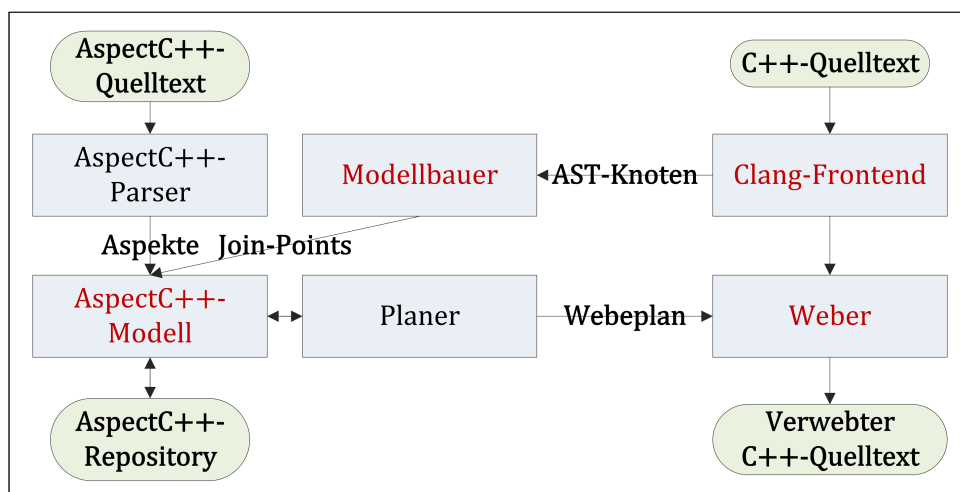 AspectC++-
Quelltext
C++-Quelltext
AspectC++-
Parser
Modellbauer
AST-Knoten
Clang-Frontend
Aspekte
Join-Points
AspectC++-
Modell
Planer
Webeplan
Weber
AspectC++-
Repository
Verwebter
C++-Quelltext